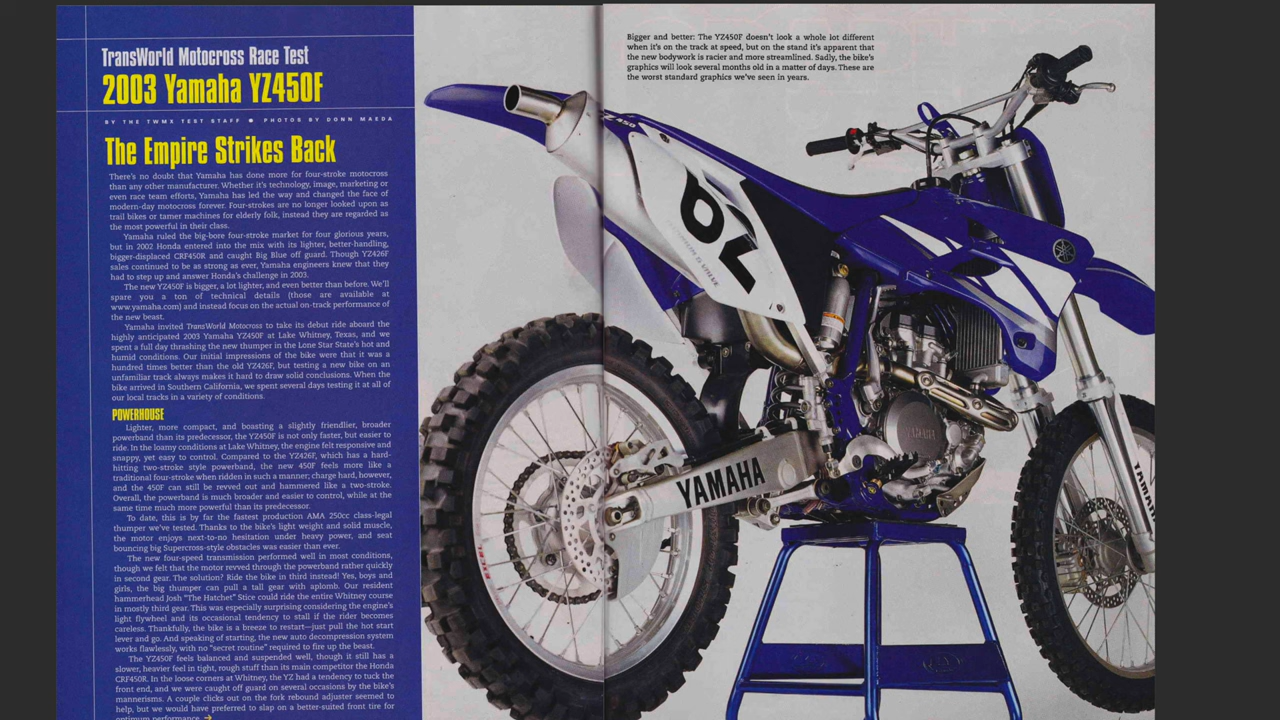 TransWorld Motocross Race Test
2003 Yamaha YZ450F
BY THE TWMX TEST STAFF ● PHOTOS BY DONN MAEDA
The Empire Strikes Back
There's no doubt that Yamaha has done more for four-stroke motocross
than any other manufacturer. Whether it's technology, image, marketing or
even race team efforts, Yamaha has led the way and changed the face of
modern-day motocross forever. Four-strokes are no longer looked upon as
trail bikes or tamer machines for elderly folk, instead they are regarded as
the most powerful in their class.
Yamaha ruled the big-bore four-stroke market for four glorious years,
but in 2002 Honda entered into the mix with its lighter, better-handling,
bigger-displaced CRF450R and caught Big Blue off guard. Though YZ426F
sales continued to be as strong as ever, Yamaha engineers knew that they
had to step up and answer Honda's challenge in 2003.
The new YZ450F is bigger, a lot lighter, and even better than before. We'll
spare you a ton of technical details (those are available at
www.yamaha.com) and instead focus on the actual on-track performance of
the new beast.
Yamaha invited TransWorld Motocross to take its debut ride aboard the
highly anticipated 2003 Yamaha YZ450F at Lake Whitney, Texas, and we
spent a full day thrashing the new thumper in the Lone Star State's hot and
humid conditions. Our initial impressions of the bike were that it was a
hundred times better than the old YZ426F, but testing a new bike on an
unfamiliar track always makes it hard to draw solid conclusions. When the
bike arrived in Southern California, we spent several days testing it at all of
our local tracks in a variety of conditions.
POWERHOUSE
Lighter, more compact, and boasting a slightly friendlier, broader
powerband than its predecessor, the YZ450F is not only faster, but easier to
ride. In the loamy conditions at Lake Whitney, the engine felt responsive and
snappy, yet easy to control. Compared to the YZ426F, which has a hard-
hitting two-stroke style powerband, the new 450F feels more like a
traditional four-stroke when ridden in such a manner; charge hard, however,
and the 450F can still be revved out and hammered like a two-stroke.
Overall, the powerband is much broader and easier to control, while at the
same time much more powerful than its predecessor.
To date, this is by far the fastest production AMA 250cc class-legal
thumper we've tested. Thanks to the bike's light weight and solid muscle,
the motor enjoys next-to-no hesitation under heavy power, and seat
bouncing big Supercross-style obstacles was easier than ever.
The new four-speed transmission performed well in most conditions,
though we felt that the motor revved through the powerband rather quickly
in second gear. The solution? Ride the bike in third instead! Yes, boys and
girls, the big thumper can pull a tall gear with aplomb. Our resident
hammerhead Josh "The Hatchet" Stice could ride the entire Whitney course
in mostly third gear. This was especially surprising considering the engine's
light flywheel and its occasional tendency to stall if the rider becomes
careless. Thankfully, the bike is a breeze to restart—just pull the hot start
lever and go. And speaking of starting, the new auto decompression system
works flawlessly, with no "secret routine" required to fire up the beast.
The YZ450F feels balanced and suspended well, though it still has a
slower, heavier feel in tight, rough stuff than its main competitor the Honda
CRF450R. In the loose corners at Whitney, the YZ had a tendency to tuck the
front end, and we were caught off guard on several occasions by the bike's
mannerisms. A couple clicks out on the fork rebound adjuster seemed to
help, but we would have preferred to slap on a better-suited front tire for
optimum performance. →
Bigger and better: The YZ450F doesn't look a whole lot different
when it's on the track at speed, but on the stand it's apparent that
the new bodywork is racier and more streamlined. Sadly, the bike's
graphics will look several months old in a matter of days. These are
the worst standard graphics we've seen in years.
YZ450
62
YAMAHA
YAMAHA
YAMAHA